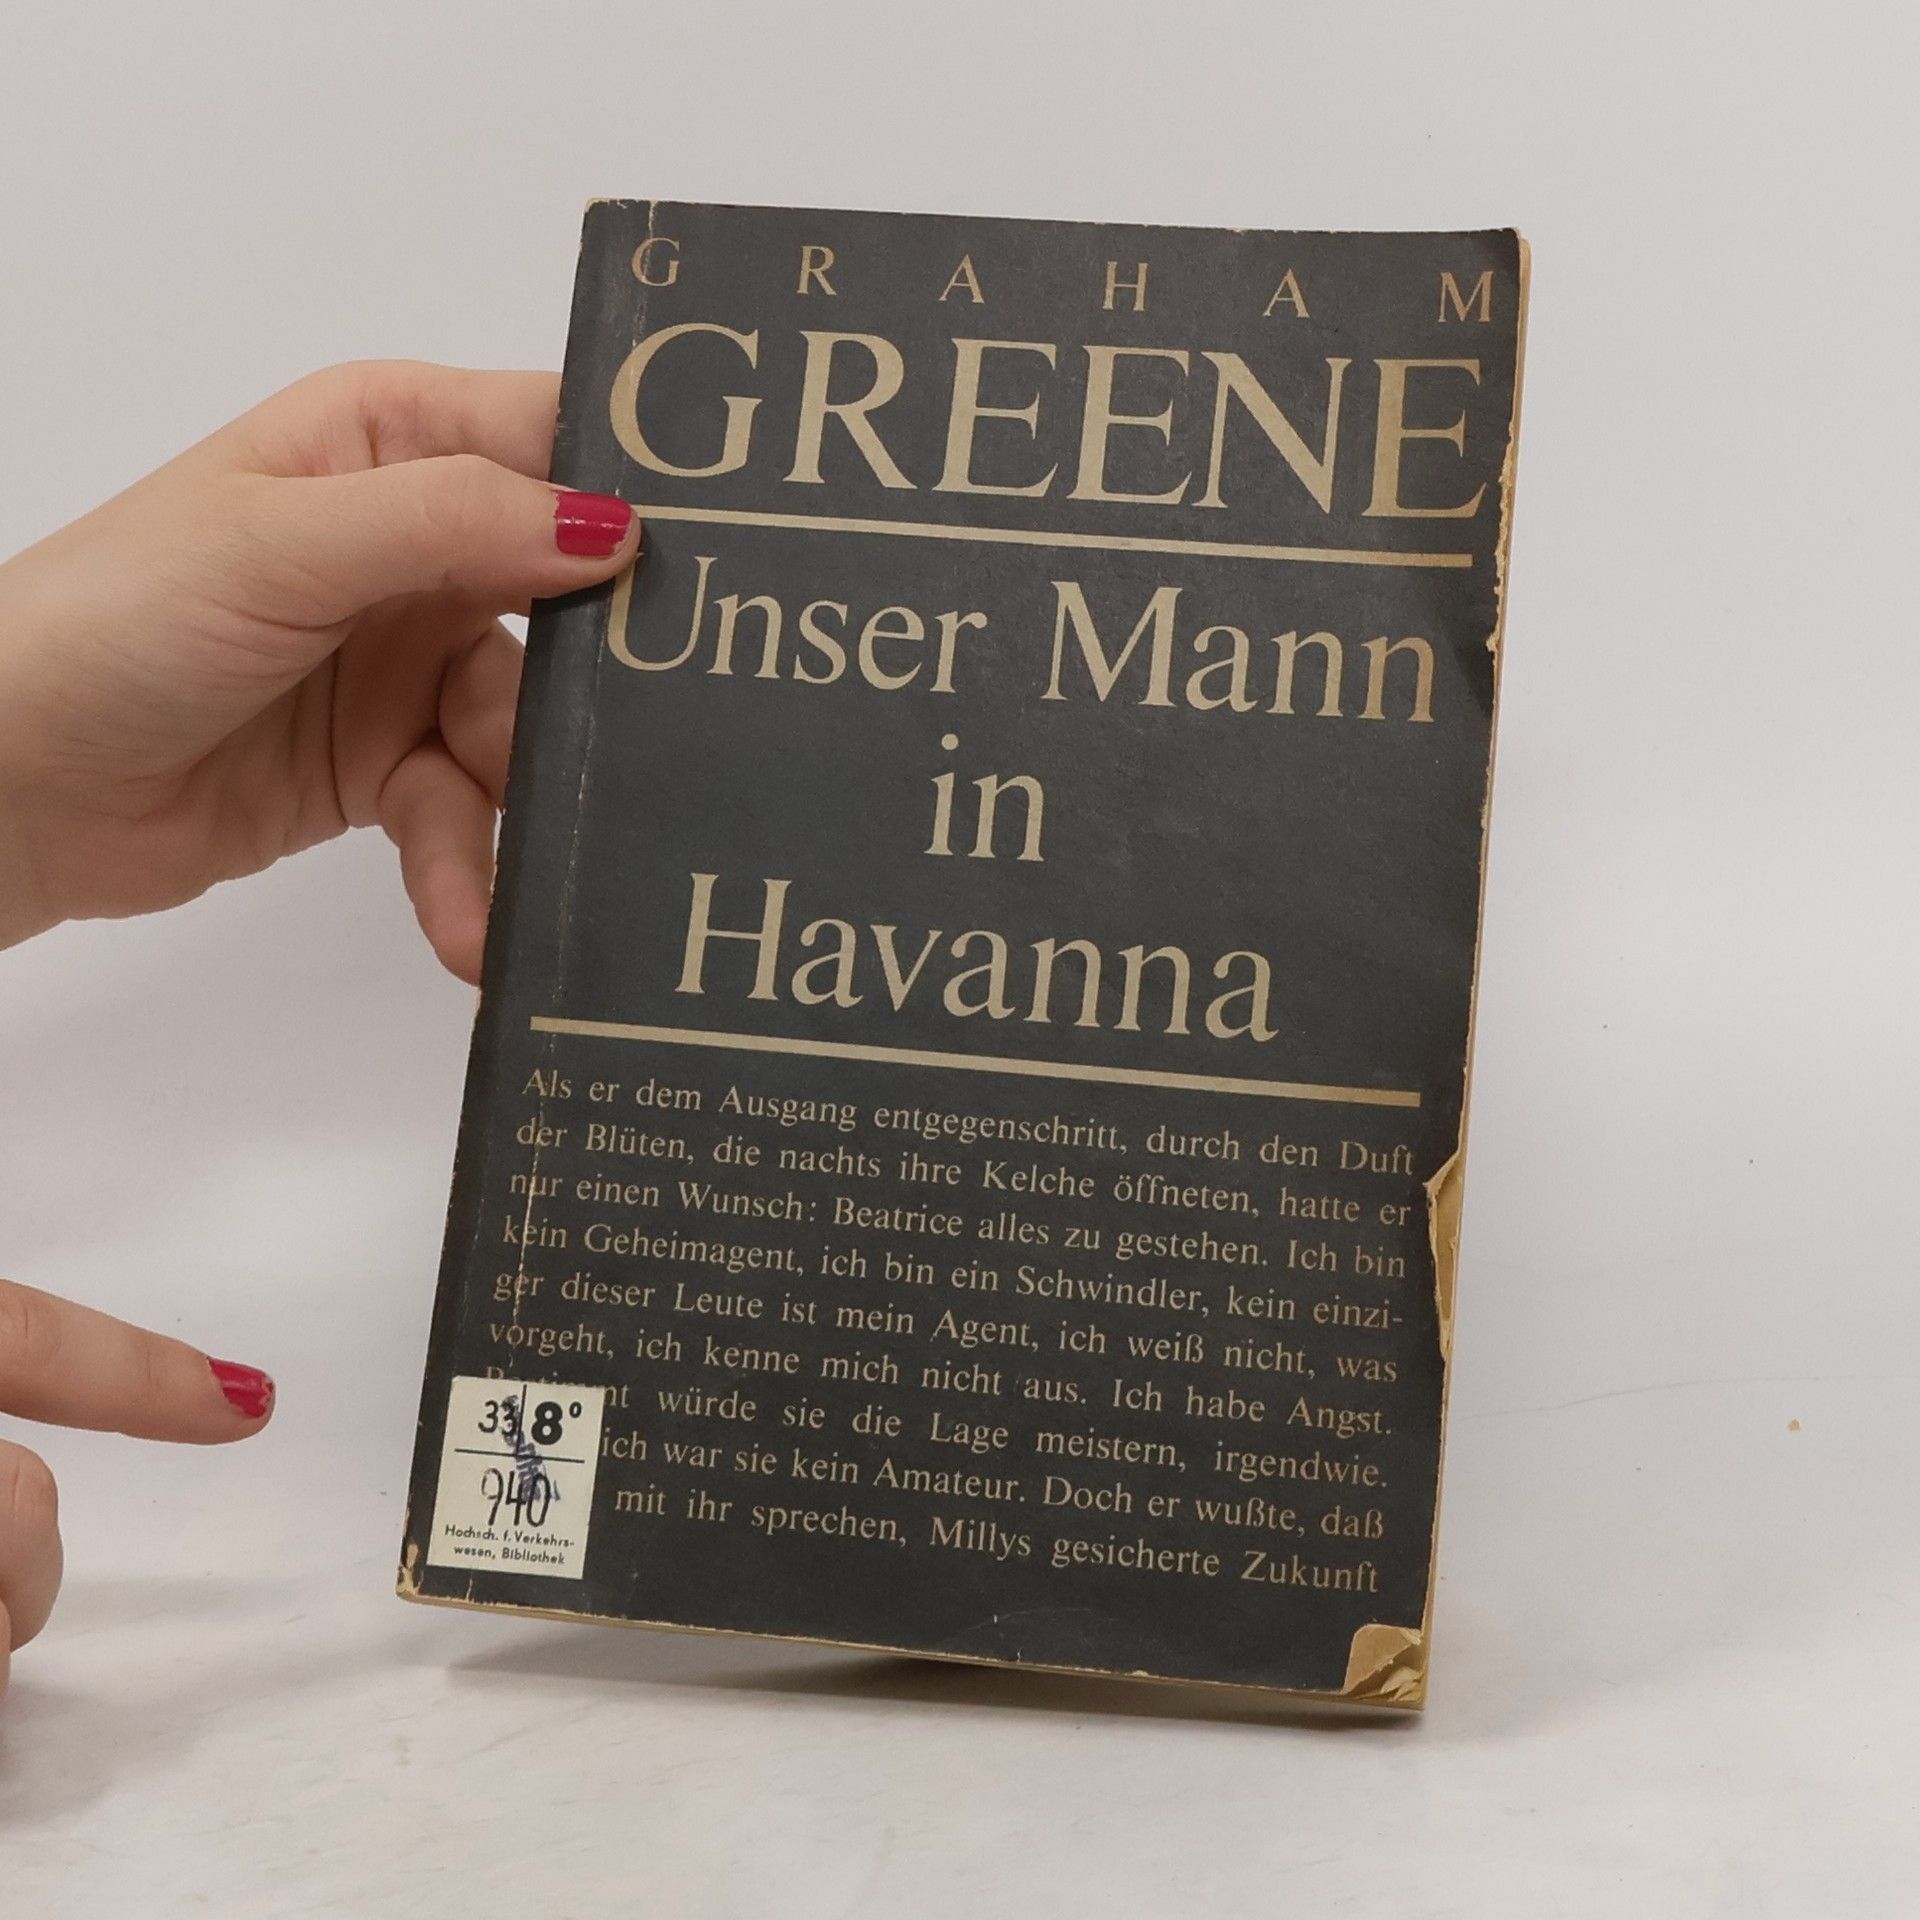 GRAHAM
GREENE
Unser Mann
in
Havanna
Als er dem Ausgang entgegenschritt, durch den Duft
der Blüten, die nachts ihre Kelche öffneten, hatte er
nur einen Wunsch: Beatrice alles zu gestehen. Ich bin
kein Geheimagent, ich bin ein Schwindler, kein einzi-
ger dieser Leute ist mein Agent, ich weiß nicht, was
vorgeht, ich kenne mich nicht aus. Ich habe Angst.
würde sie die Lage meistern, irgendwie.
ich war sie kein Amateur. Doch er wußte, daß
mit ihr sprechen, Millys gesicherte Zukunft
33 8°
940
Hochsch. f. Verkehrs-
wesen, Bibliothek